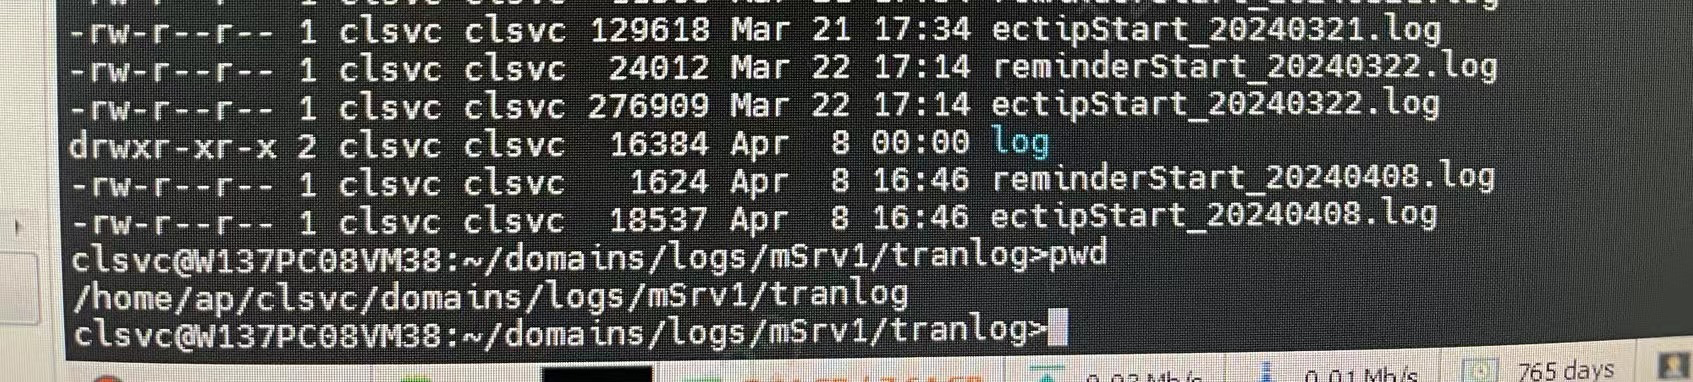 -rw-r--r-- 1 clsvc clsvc 129618 Mar 21 17:34 ectipStart_20240321.log
-rw-r--r-- 1 clsvc clsvc 24012 Mar 22 17:14 reminderStart_20240322.log
-rw-r--r-- 1 clsvc clsvc 276909 Mar 22 17:14 ectipStart_20240322.log
drwxr-xr-x 2 clsvc clsvc 16384 Apr 8 00:00 log
-rw-r--r-- 1 clsvc clsvc 1624 Apr 8 16:46 reminderStart_20240408.log
-rw-r--r-- 1 clsvc clsvc 18537 Apr 8 16:46 ectipStart_20240408.log
clsvc@W137PC08VM38:~/domains/logs/mSrv1/tranlog>pwd
/home/ap/clsvc/domains/logs/mSrv1/tranlog
clsvc@W137PC08VM38:~/domains/logs/mSrv1/tranlog>
0.01 Mb/s 765 days